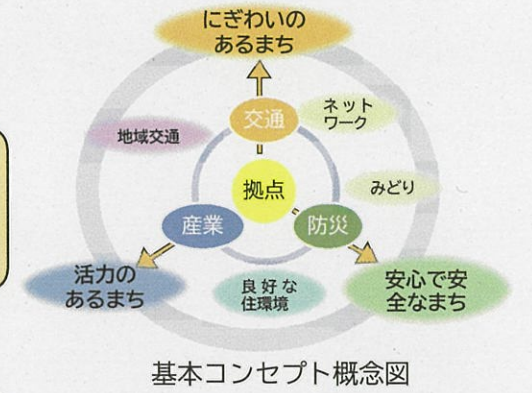 にぎわいの
あるまち
交通
ネット
ワーク
地域交通
拠点
みどり
産業
防災
活力の
あるまち
良好な
住環境
安心で安
全なまち
基本コンセプト概念図